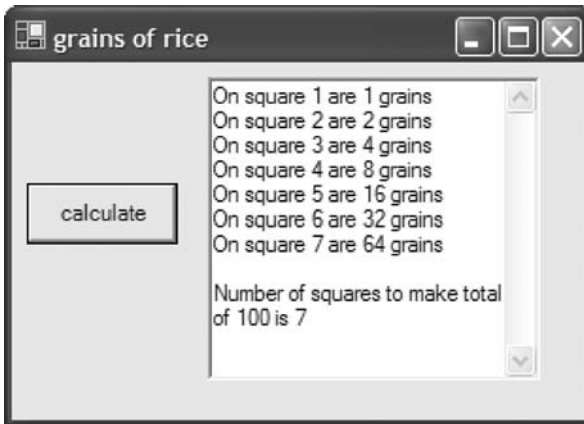 grains of rice
calculate
On square 1 are 1 grains
On square 2 are 2 grains
On square 3 are 4 grains
On square 4 are 8 grains
On square 5 are 16 grains
On square 6 are 32 grains
On square 7 are 64 grains
Number of squares to make total
of 100 is 7